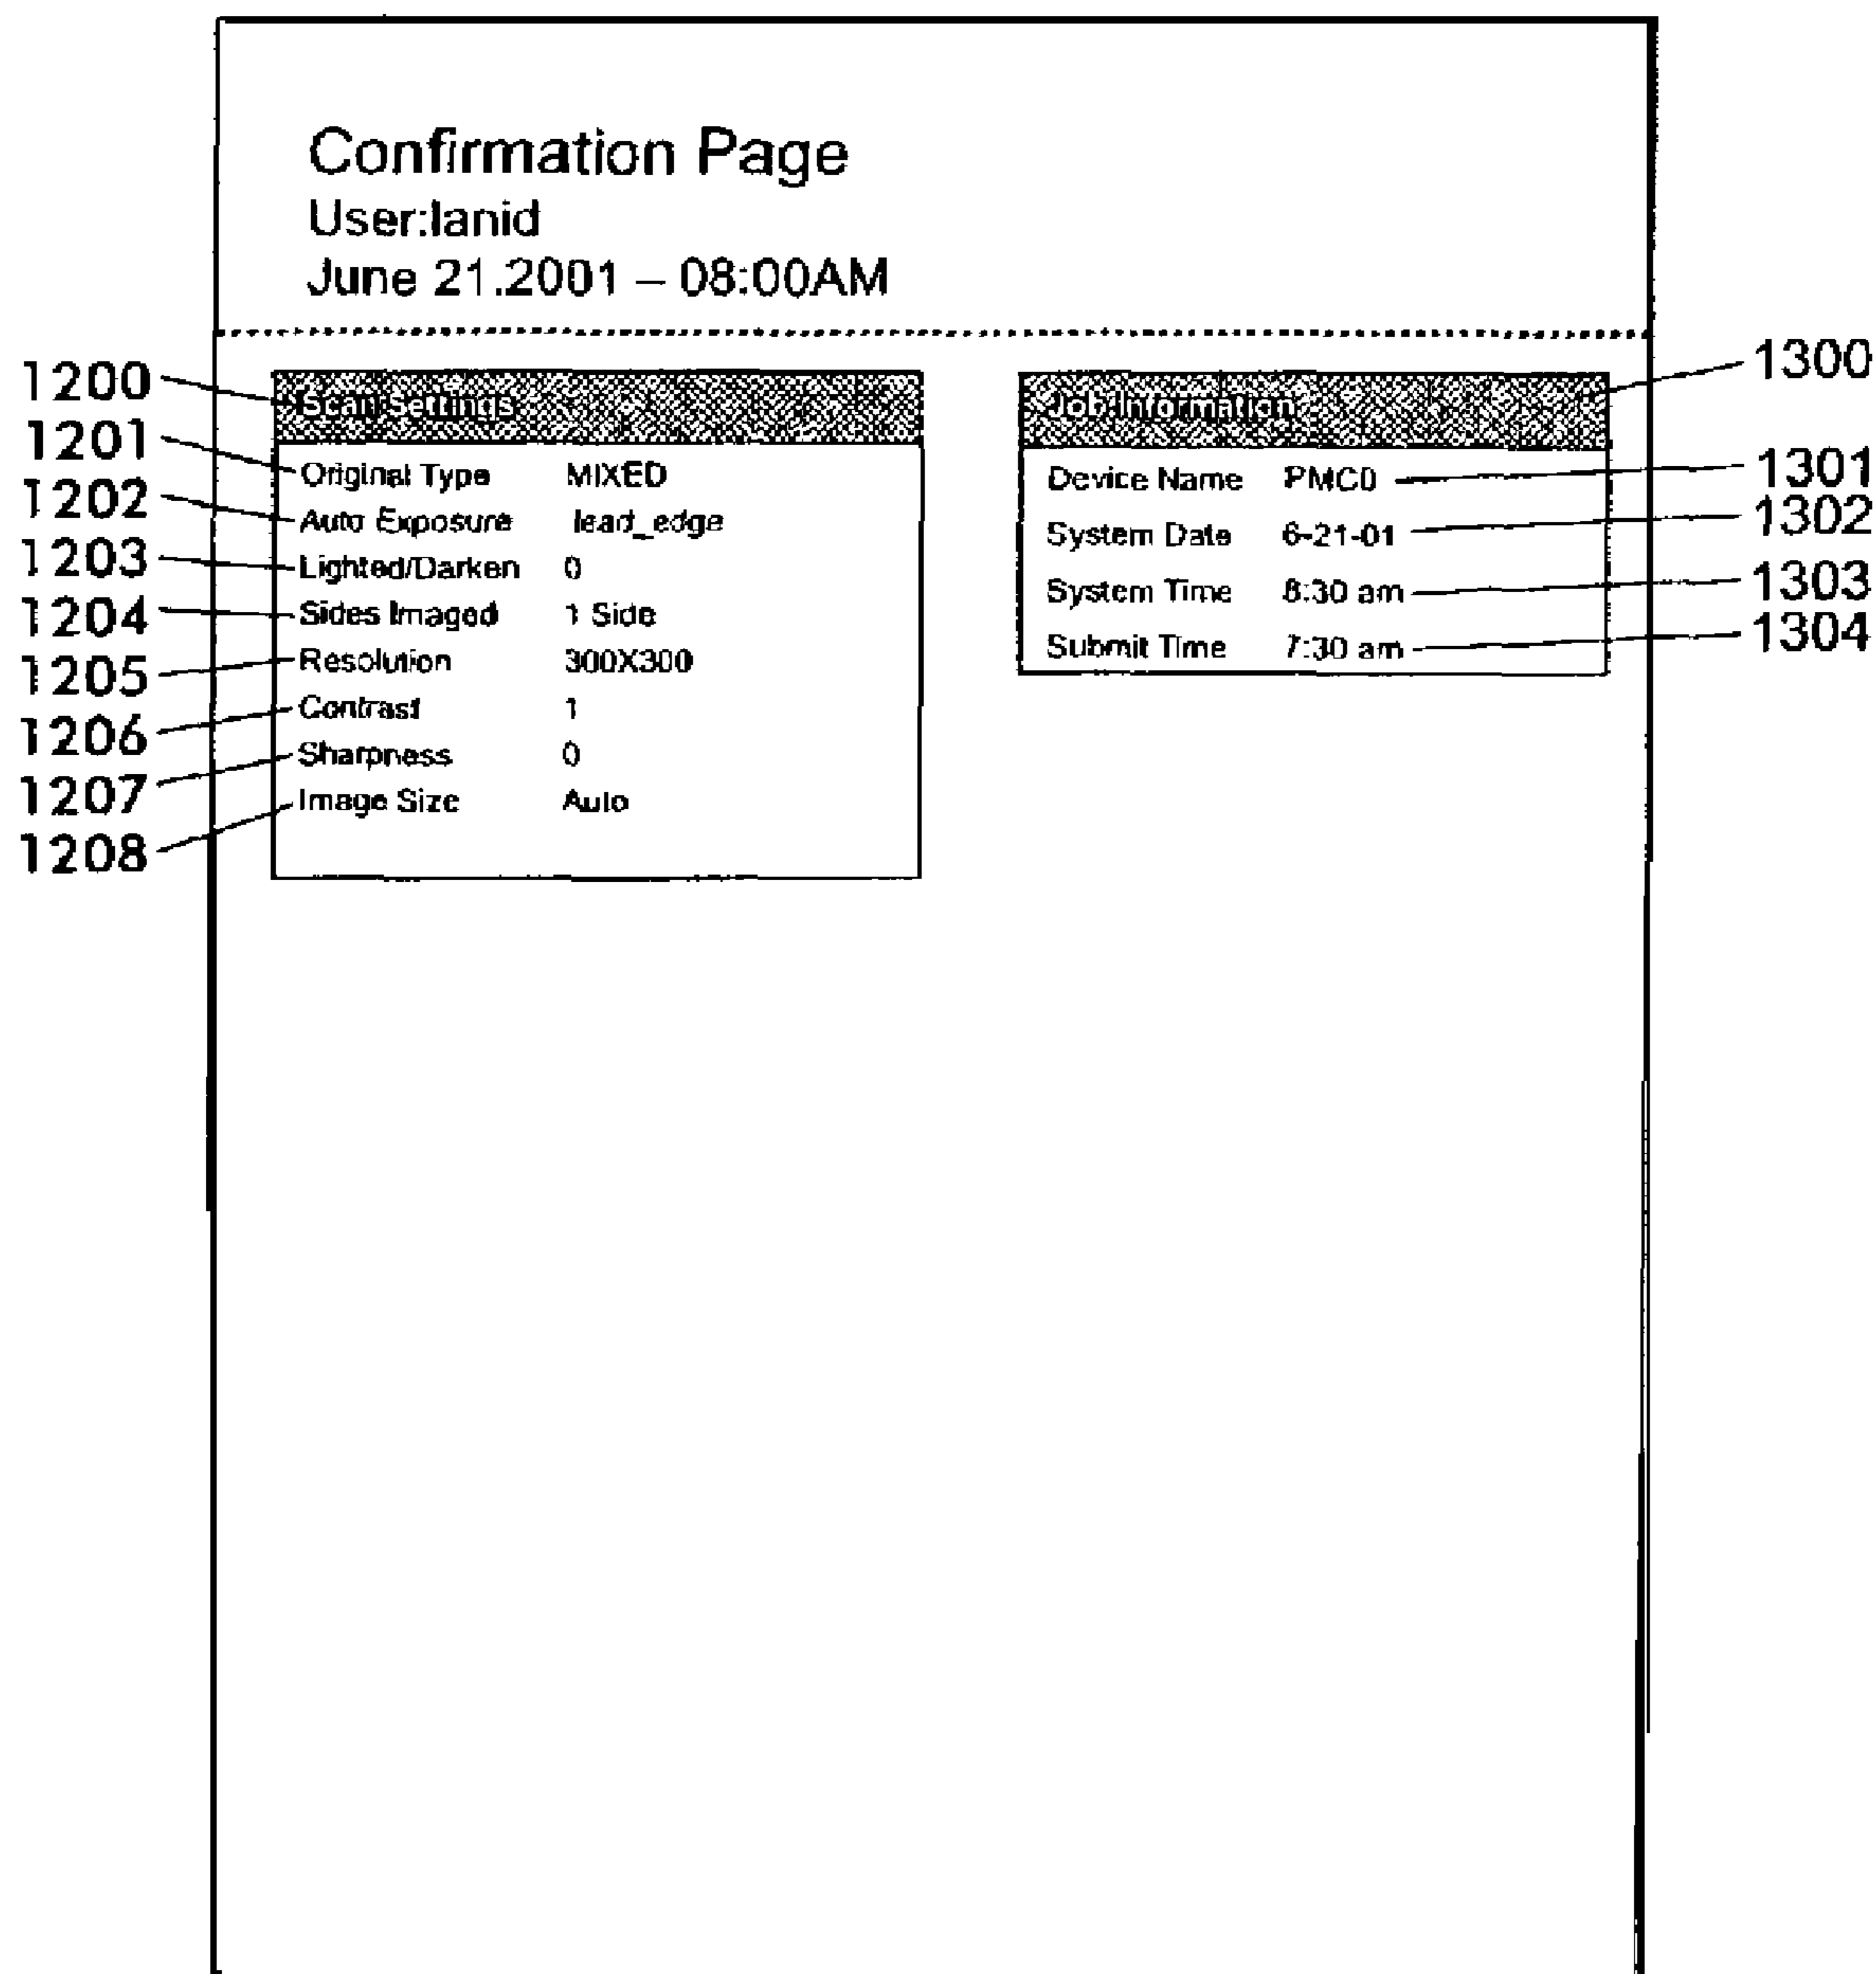 Confirmation Page
User:lanid
June 21.2001 – 08:00AM
1200
Scan Settings
1201
Original Type MIXED
1202
Auto Exposure lead_edge
1203
Lighted/Darken 0
1204
Sides Imaged 1 Side
1205
Resolution 300X300
1206
Contrast 1
1207
Sharpness 0
1208
Image Size Auto
Job Information
1300
Device Name PMC0
1301
System Date 6-21-01
1302
System Time 8:30 am
1303
Submit Time 7:30 am
1304